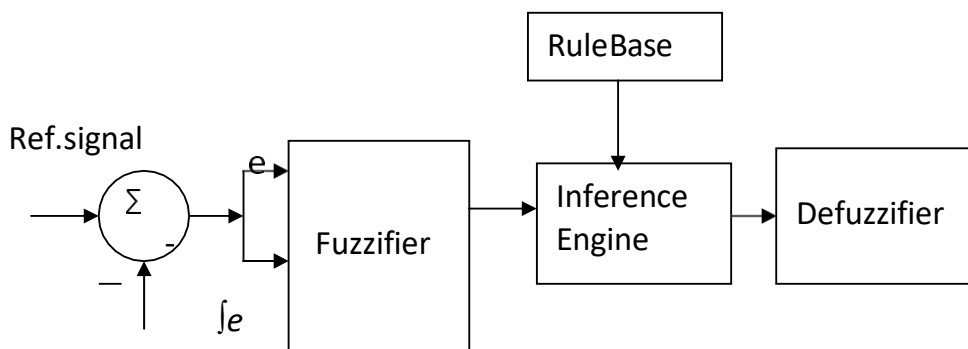 RuleBase
Ref.signal
e
Σ
-
Fuzzifier
Inference
Engine
Defuzzifier
—
∫e